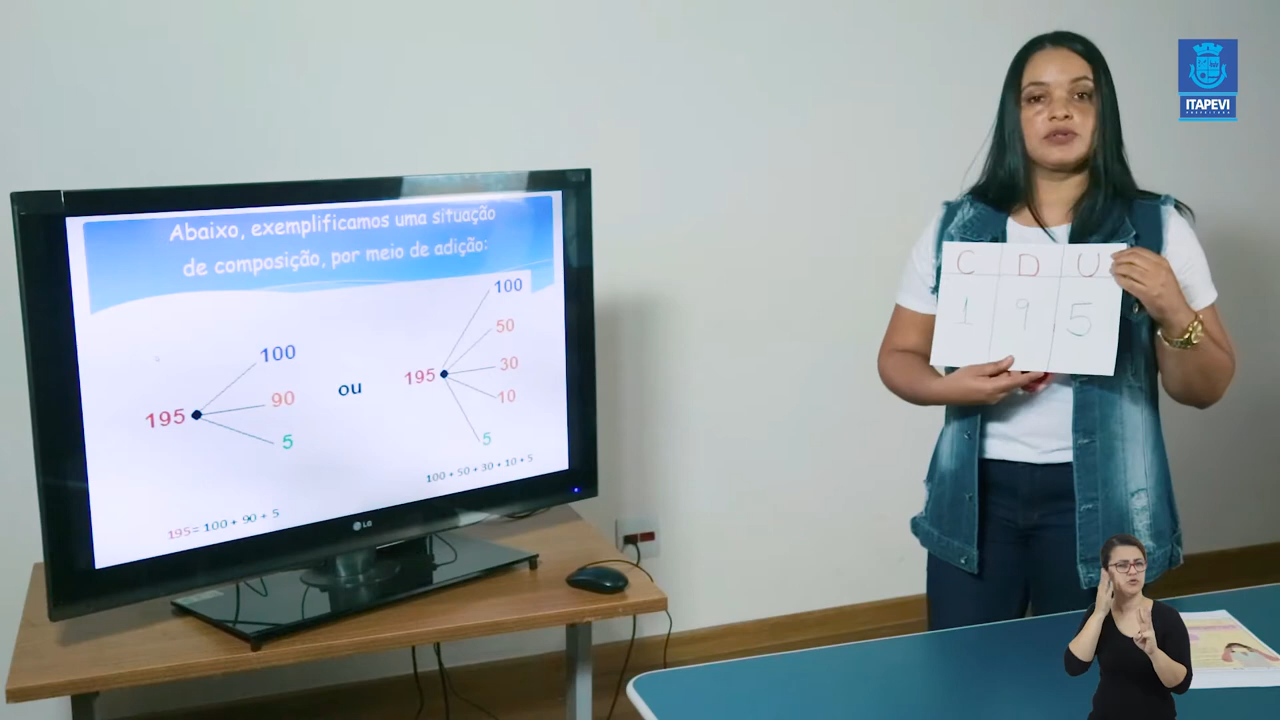 Abaixo, exemplificamos uma situação
de composição, por meio de adição:
195
100
90
5
195= 100 + 90 + 5
ou
195
100
50
30
10
5
100 + 50 + 30 + 10 + 5
LG
C D U
1 9 5
ITAPEVI
PREFEITURA